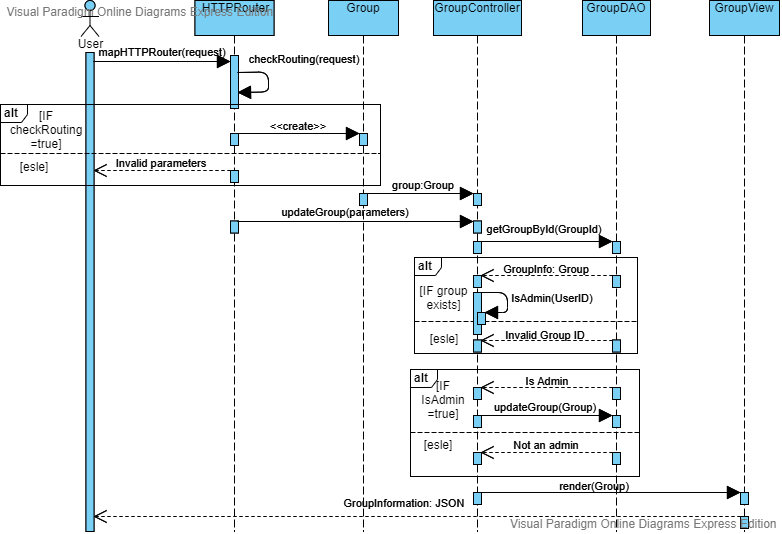 Visual Paradigm Online Diagrams Express Edition
HTTPRouter
Group
GroupController
GroupDAO
GroupView
User
mapHTTPRouter(request)
checkRouting(request)
alt
[IF
checkRouting
=true]
<<create>>
[esle]
Invalid parameters
group:Group
updateGroup(parameters)
getGroupById(GroupId)
alt
GroupInfo: Group
[IF group
exists]
IsAdmin(UserID)
[esle]
Invalid Group ID
alt
[IF
IsAdmin
=true]
Is Admin
updateGroup(Group)
[esle]
Not an admin
render(Group)
GroupInformation: JSON
Visual Paradigm Online Diagrams Express Edition